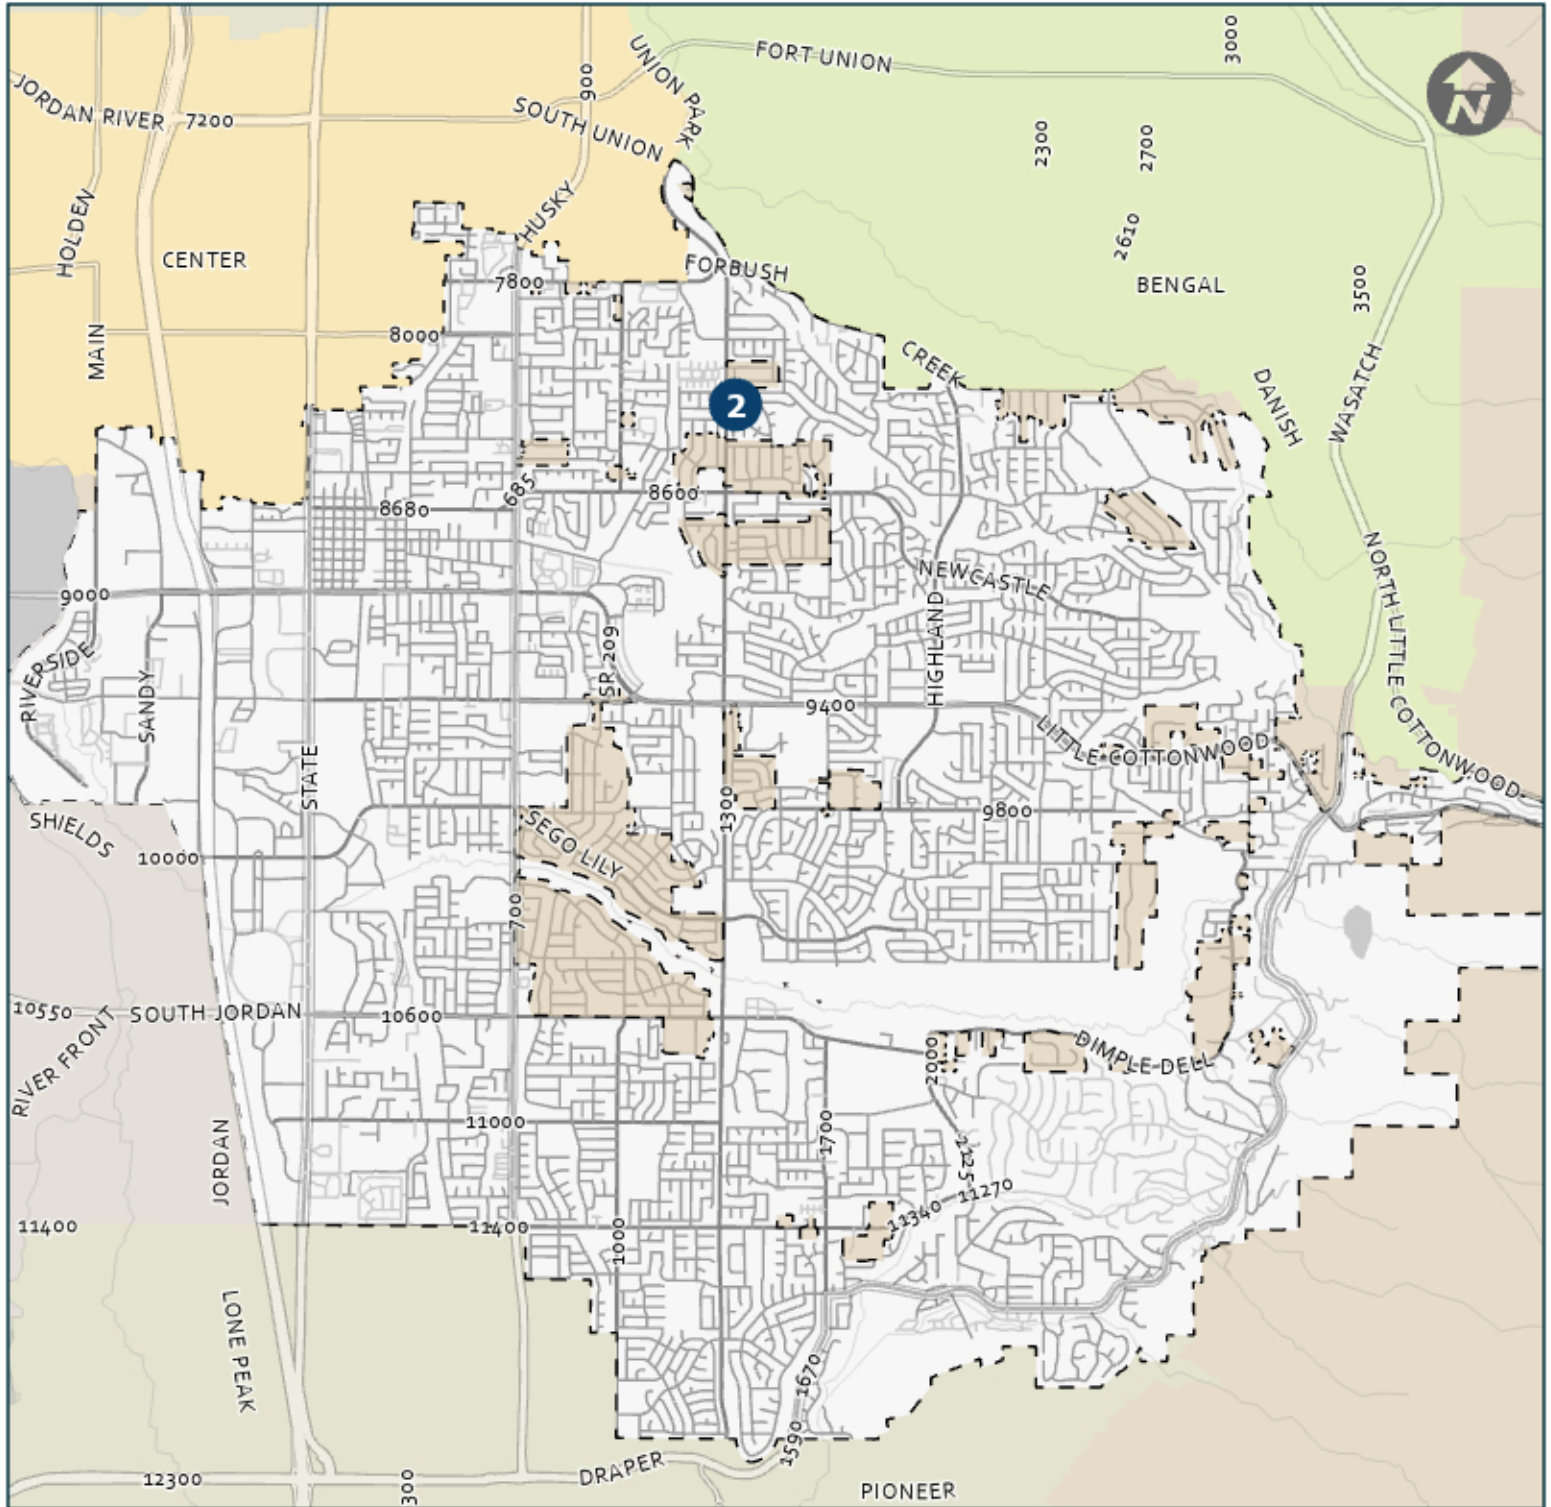 UNION PARK
FORT UNION
3000
JORDAN RIVER
7200
900
SOUTH UNION
2300
2700
N
HOLDEN
CENTER
HUSKY
7800
FORBUSH
2610
BENGAL
3500
MAIN
8000
CREEK
DANISH
WASATCH
2
685
8600
8680
9000
NEWCASTLE
HIGHLAND
NORTH LITTLE COTTONWOOD
RIVERSIDE
SANDY
SR 209
9400
LITTLE COTTONWOOD
STATE
1300
9800
SHIELDS
10000
SEGO LILY
700
10550
SOUTH JORDAN
10600
RIVER FRONT
2000
DIMPLE DELL
JORDAN
11000
1700
2125
11270
11340
11400
11400
1000
LONE PEAK
1670
1590
12300
300
DRAPER
PIONEER